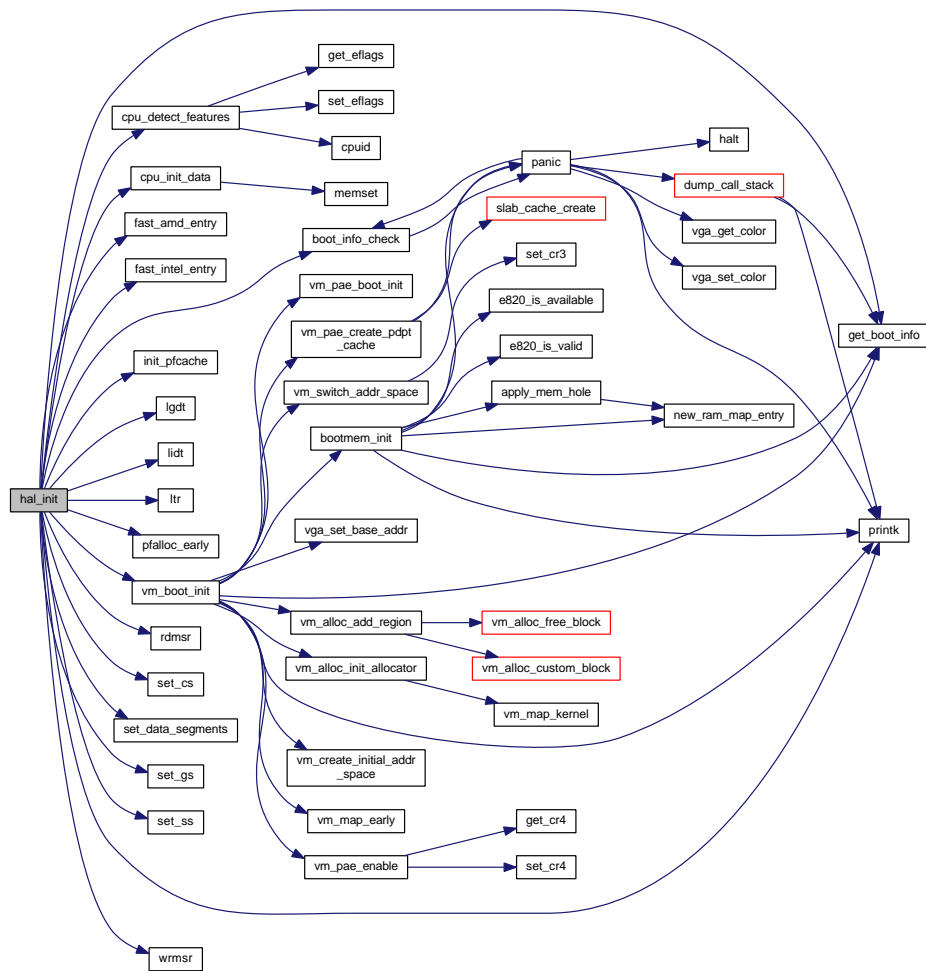 get_eflags
cpu_detect_features
set_eflags
cpuid
halt
panic
cpu_init_data
dump_call_stack
memset
slab_cache_create
fast_amd_entry
vga_get_color
boot_info_check
set_cr3
fast_intel_entry
vga_set_color
vm_pae_boot_init
e820_is_available
vm_pae_create_pdpt
_cache
get_boot_info
e820_is_valid
init_pfcache
vm_switch_addr_space
apply_mem_hole
lgdt
new_ram_map_entry
bootmem_init
lidt
hal_init
ltr
vga_set_base_addr
printk
pfalloc_early
vm_boot_init
vm_alloc_add_region
vm_alloc_free_block
rdmsr
vm_alloc_init_allocator
vm_alloc_custom_block
set_cs
vm_map_kernel
set_data_segments
vm_create_initial_addr
_space
set_gs
set_ss
vm_map_early
get_cr4
vm_pae_enable
set_cr4
wrmsr